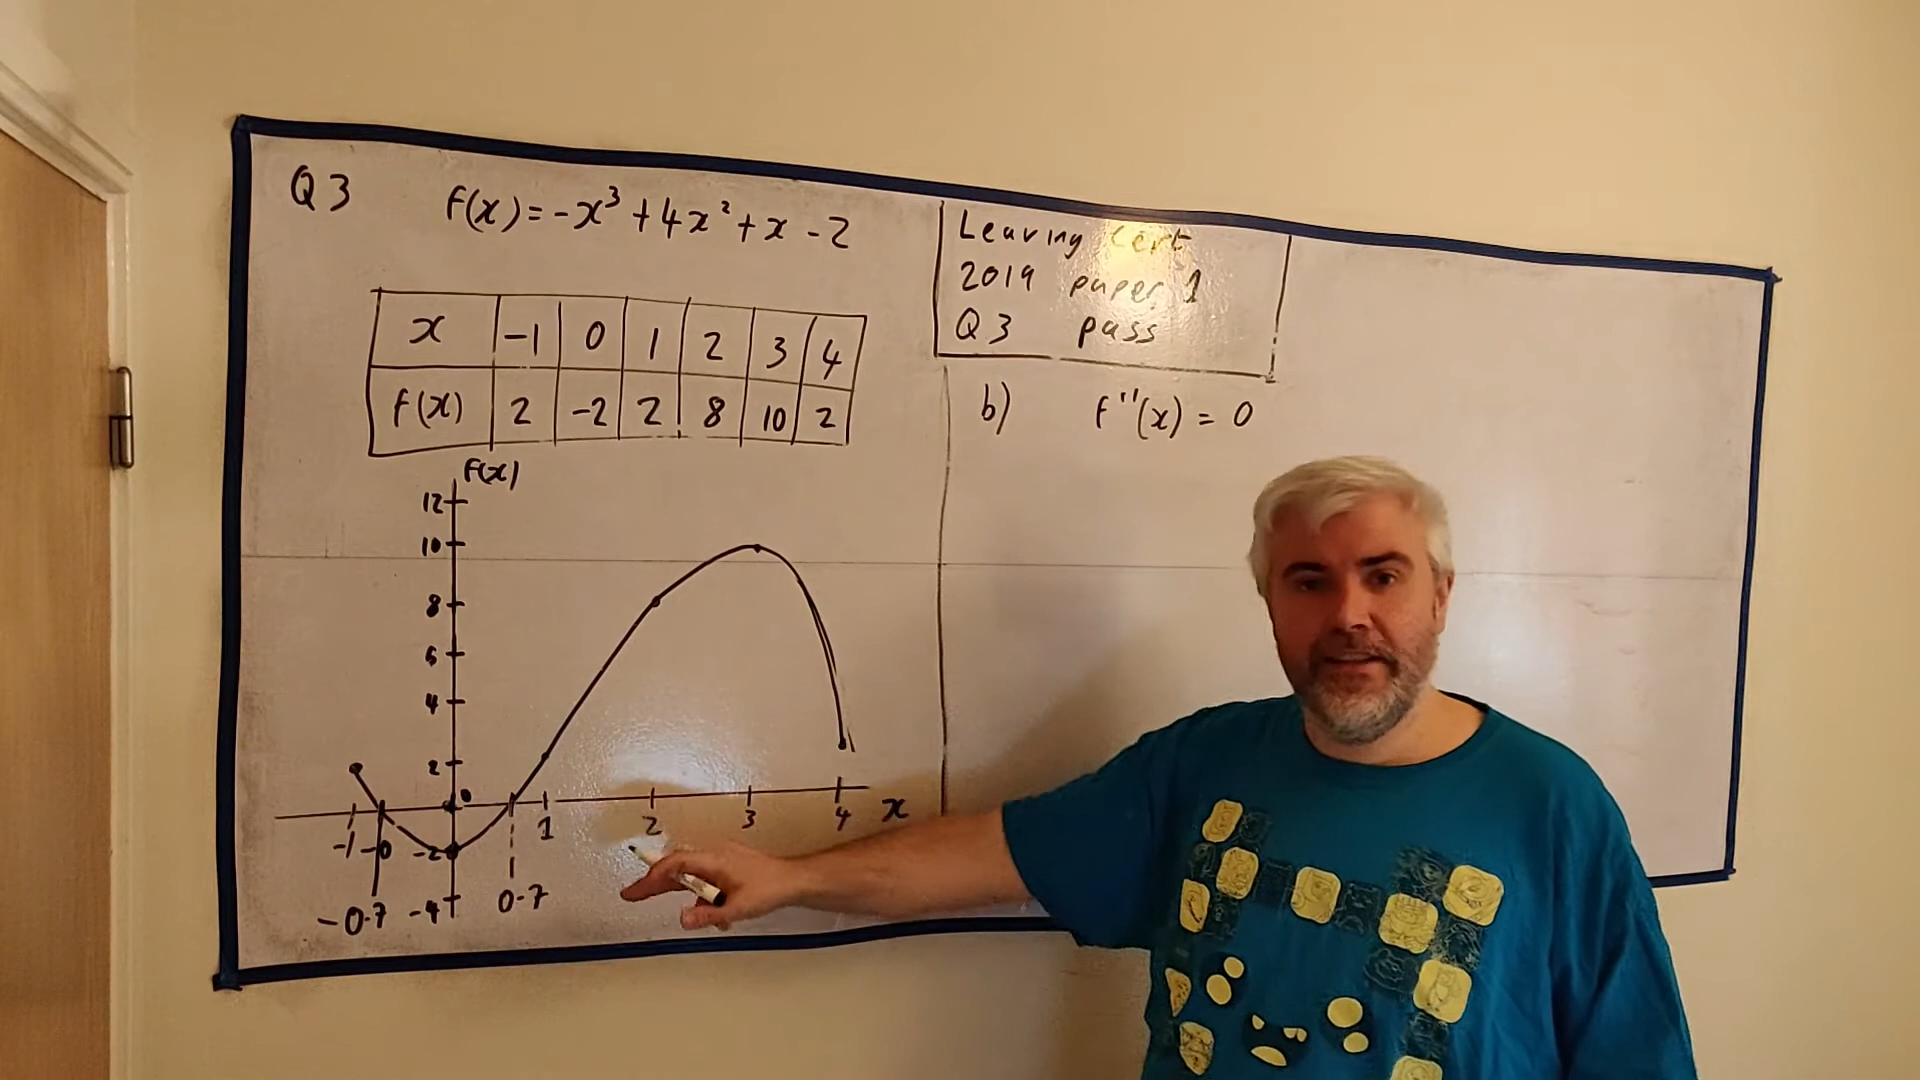 Q3 f(x) = -x³ + 4x² + x - 2
Leaving Cert
2019 paper 1
Q3 pass
x -1 0 1 2 3 4
f(x) 2 -2 2 8 10 2
b) f''(x) = 0
f(x)
12
10
8
6
4
2
0
-1 -0 -2 1 2 3 4 x
-0.7 -4 0.7